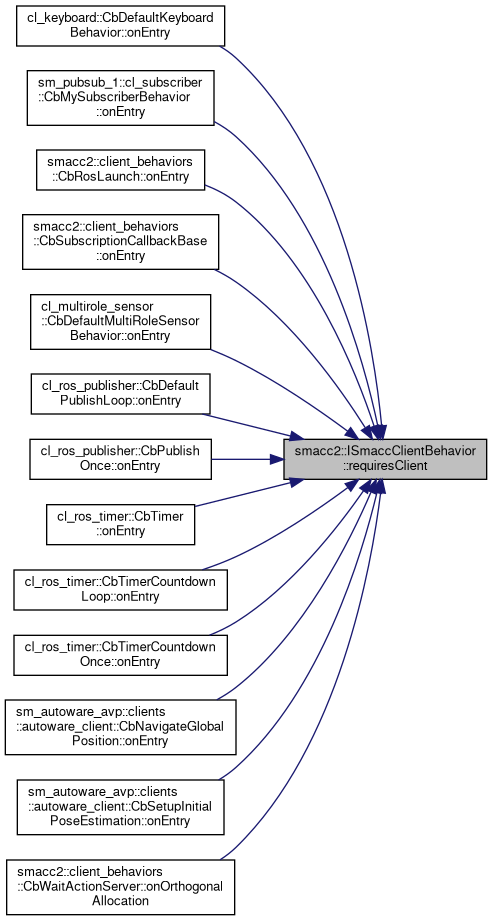 cl_keyboard::CbDefaultKeyboard
Behavior::onEntry
sm_pubsub_1::cl_subscriber
::CbMySubscriberBehavior
::onEntry
smacc2::client_behaviors
::CbRosLaunch::onEntry
smacc2::client_behaviors
::CbSubscriptionCallbackBase
::onEntry
cl_multirole_sensor
::CbDefaultMultiRoleSensor
Behavior::onEntry
cl_ros_publisher::CbDefault
PublishLoop::onEntry
cl_ros_publisher::CbPublish
Once::onEntry
smacc2::ISmaccClientBehavior
::requiresClient
cl_ros_timer::CbTimer
::onEntry
cl_ros_timer::CbTimerCountdown
Loop::onEntry
cl_ros_timer::CbTimerCountdown
Once::onEntry
sm_autoware_avp::clients
::autoware_client::CbNavigateGlobal
Position::onEntry
sm_autoware_avp::clients
::autoware_client::CbSetupInitial
PoseEstimation::onEntry
smacc2::client_behaviors
::CbWaitActionServer::onOrthogonal
Allocation